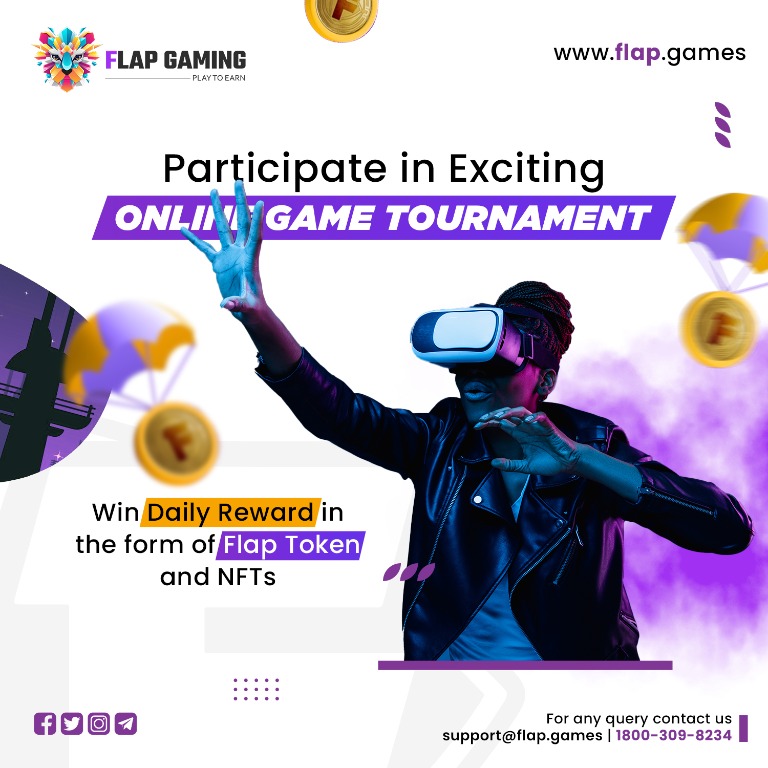 FLAP GAMING
PLAY TO EARN
www.flap.games
Participate in Exciting
ONLINE GAME TOURNAMENT
Win Daily Reward in
the form of Flap Token
and NFTs
For any query contact us
support@flap.games | 1800-309-8234